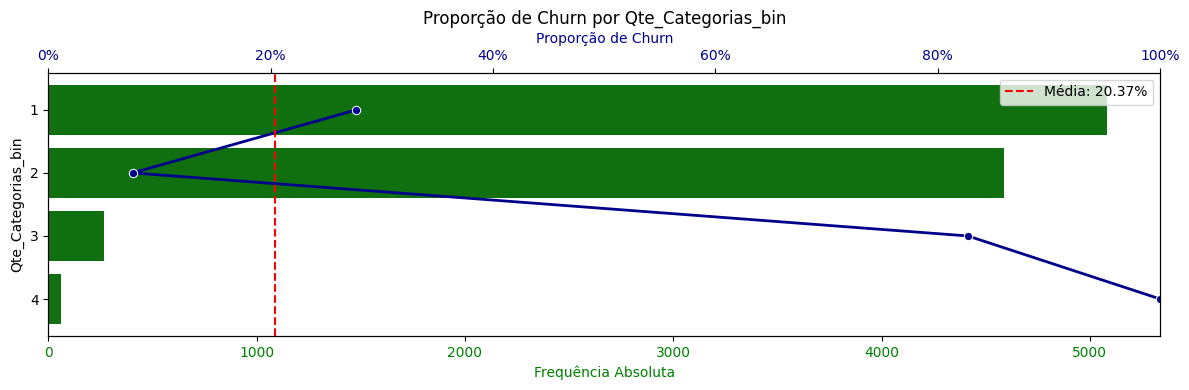 Proporção de Churn por Qte_Categorias_bin
Proporção de Churn
0% 20% 40% 60% 80% 100%
Média: 20.37%
Qte_Categorias_bin
1
2
3
4
0 1000 2000 3000 4000 5000
Frequência Absoluta